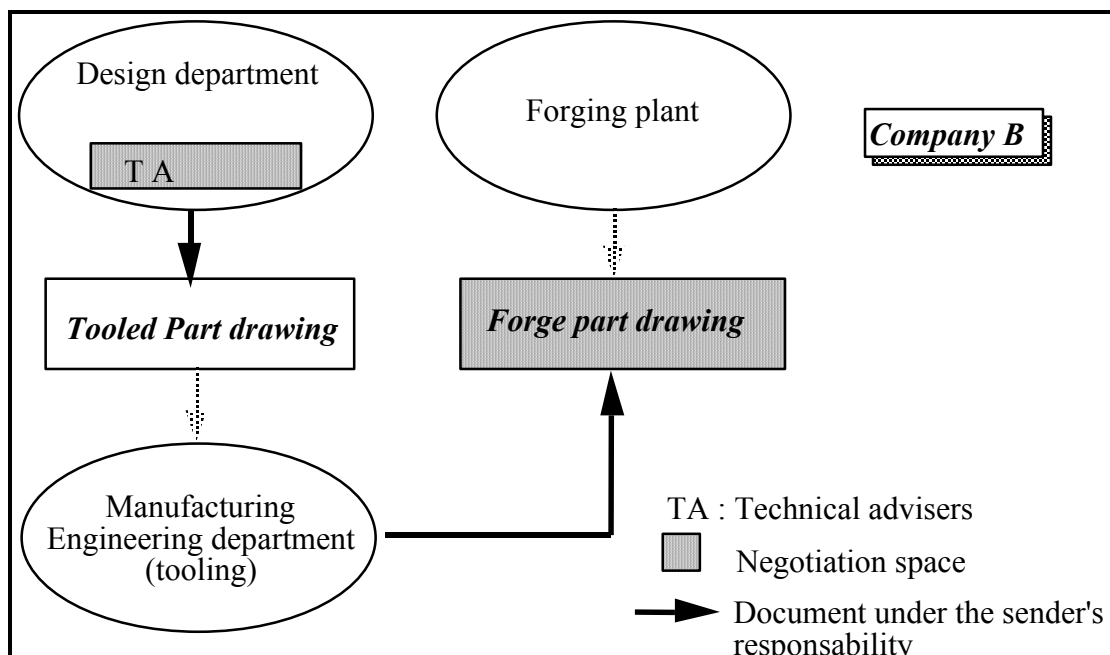 Design department
T A
Forging plant
Company B
Tooled Part drawing
Forge part drawing
Manufacturing
Engineering department
(tooling)
TA : Technical advisers
Negotiation space
Document under the sender's
responsability